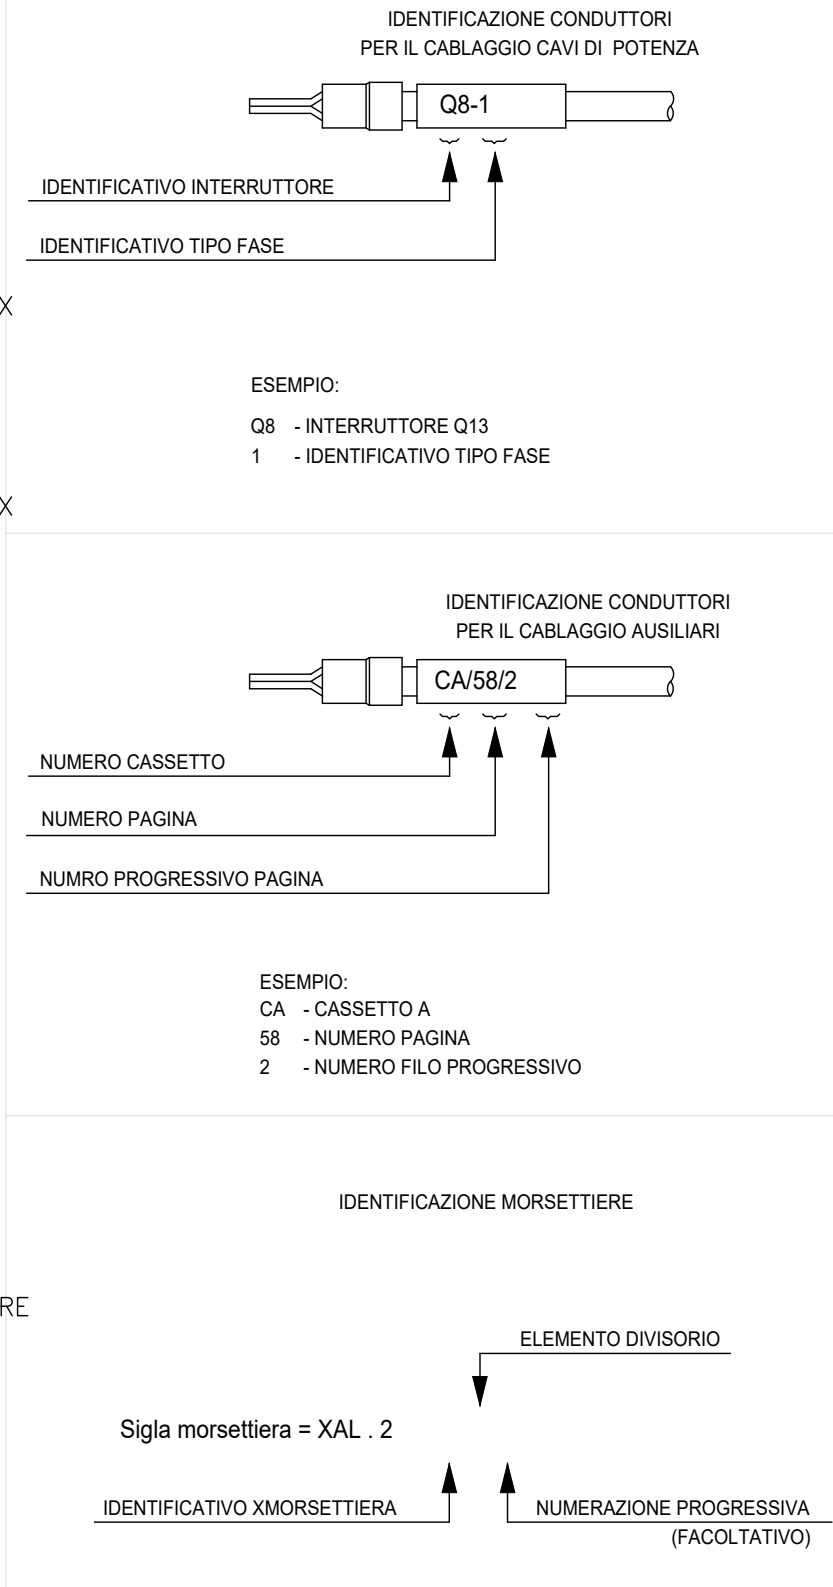 IDENTIFICAZIONE CONDUTTORI
PER IL CABLAGGIO CAVI DI POTENZA
Q8-1
IDENTIFICATIVO INTERRUTTORE
IDENTIFICATIVO TIPO FASE
X
ESEMPIO:
Q8 - INTERRUTTORE Q13
1 - IDENTIFICATIVO TIPO FASE
X
IDENTIFICAZIONE CONDUTTORI
PER IL CABLAGGIO AUSILIARI
CA/58/2
NUMERO CASSETTO
NUMERO PAGINA
NUMRO PROGRESSIVO PAGINA
ESEMPIO:
CA - CASSETTO A
58 - NUMERO PAGINA
2 - NUMERO FILO PROGRESSIVO
IDENTIFICAZIONE MORSETTIERE
RE
ELEMENTO DIVISORIO
Sigla morsettiera = XAL . 2
IDENTIFICATIVO XMORSETTIERA
NUMERAZIONE PROGRESSIVA
(FACOLTATIVO)